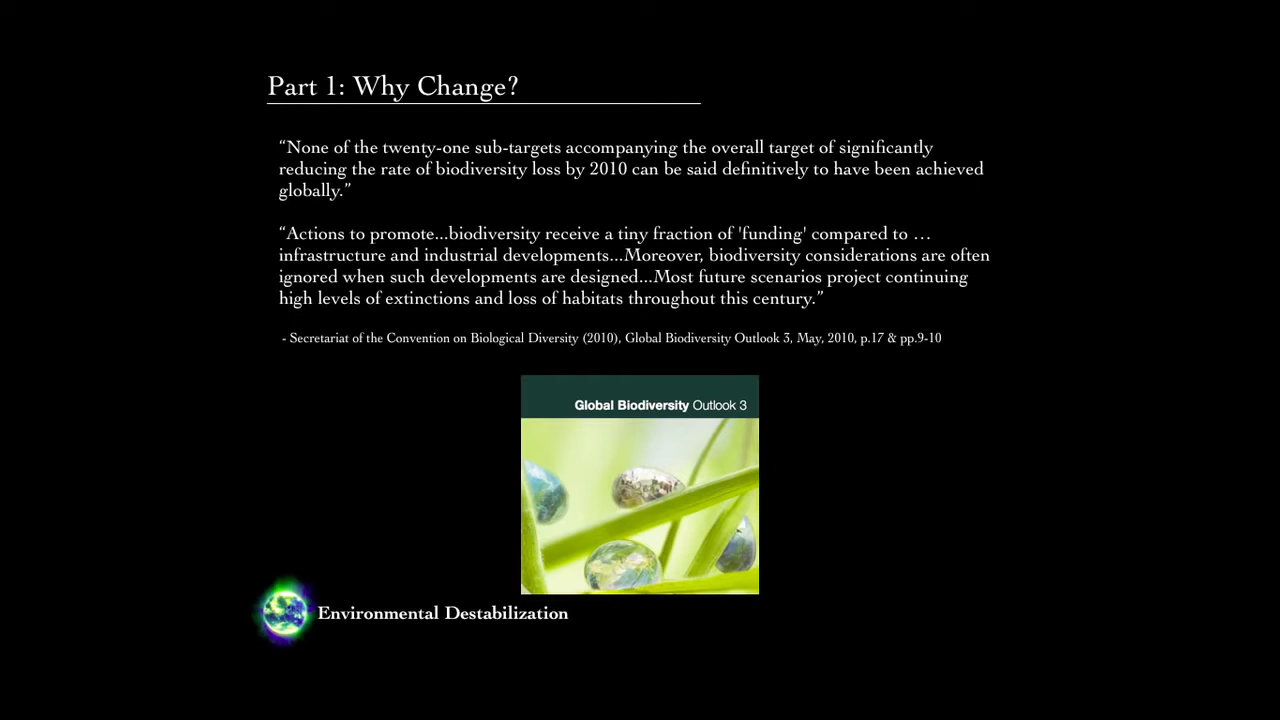 Part 1: Why Change?
“None of the twenty-one sub-targets accompanying the overall target of significantly
reducing the rate of biodiversity loss by 2010 can be said definitively to have been achieved
globally.”
“Actions to promote...biodiversity receive a tiny fraction of 'funding' compared to …
infrastructure and industrial developments...Moreover, biodiversity considerations are often
ignored when such developments are designed...Most future scenarios project continuing
high levels of extinctions and loss of habitats throughout this century.”
- Secretariat of the Convention on Biological Diversity (2010), Global Biodiversity Outlook 3, May, 2010, p.17 & pp.9-10
Global Biodiversity Outlook 3
Environmental Destabilization